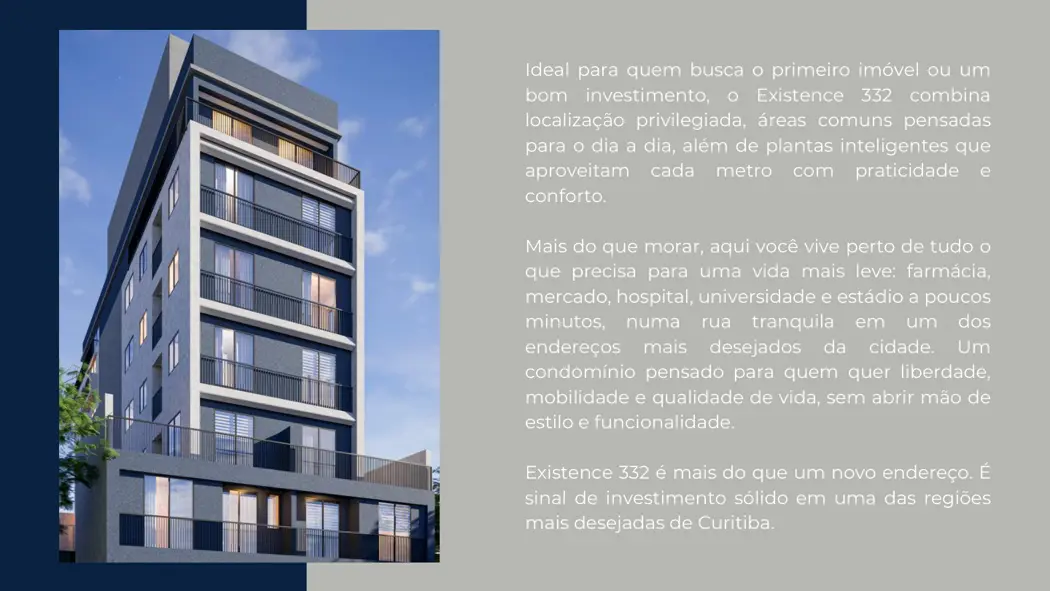 Ideal para quem busca o primeiro imóvel ou um
bom investimento, o Existence 332 combina
localização privilegiada, áreas comuns pensadas
para o dia a dia, além de plantas inteligentes que
aproveitam cada metro com praticidade e
conforto.
Mais do que morar, aqui você vive perto de tudo o
que precisa para uma vida mais leve: farmácia,
mercado, hospital, universidade e estádio a poucos
minutos, numa rua tranquila em um dos
endereços mais desejados da cidade. Um
condomínio pensado para quem quer liberdade,
mobilidade e qualidade de vida, sem abrir mão de
estilo e funcionalidade.
Existence 332 é mais do que um novo endereço. É
sinal de investimento sólido em uma das regiões
mais desejadas de Curitiba.